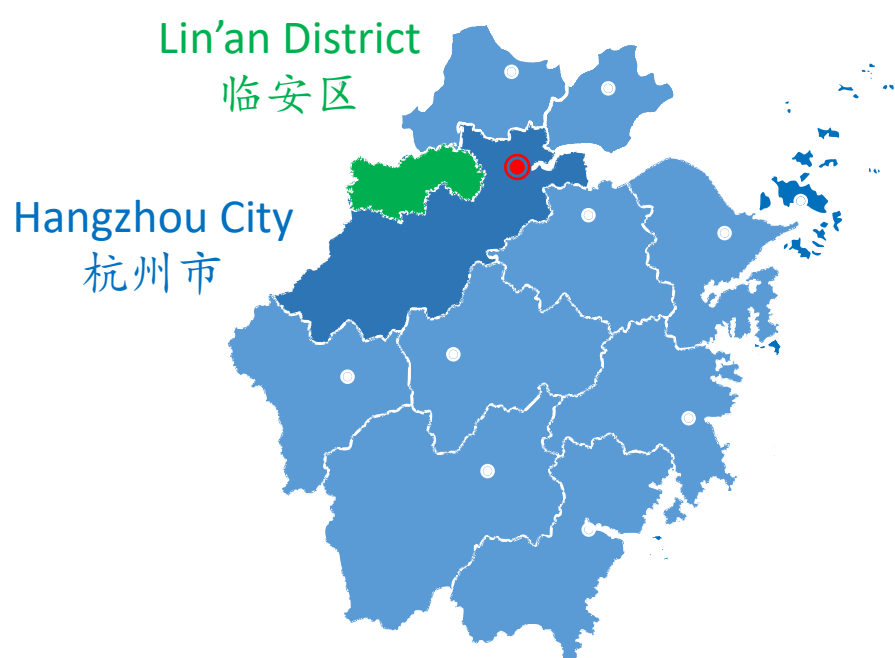 Lin’an District
临安区
Hangzhou City
杭州市